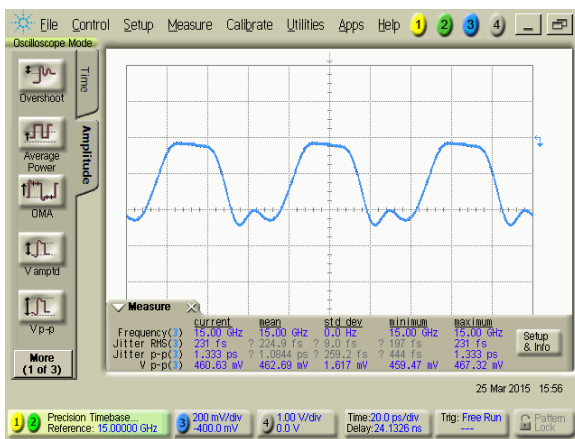 File Control Setup Measure Calibrate Utilities Apps Help 1 2 3 4
Oscilloscope Mode
Time
Overshoot
Amplitude
Average
Power
OMA
V amptd
V p-p
More
(1 of 3)
Measure
current mean std dev minimum maximum
Frequency(3) 15.00 GHz 15.00 GHz 0.0 Hz 15.00 GHz 15.00 GHz
Jitter RMS(3) 231 fs ? 224.9 fs ? 9.0 fs ? 197 fs 231 fs
Jitter p-p(3) 1.333 ps ? 1.0844 ps ? 259.2 fs ? 444 fs 1.333 ps
V p-p(3) 460.63 mV 462.69 mV 1.617 mV 459.47 mV 467.32 mV
Setup
& Info
25 Mar 2015 15:56
1 2 Precision Timebase...
Reference: 15.00000 GHz
3 200 mV/div
-400.0 mV
4 1.00 V/div
0.0 V
Time:20.0 ps/div
Delay:24.1326 ns
Trig: Free Run
---
Pattern
Lock